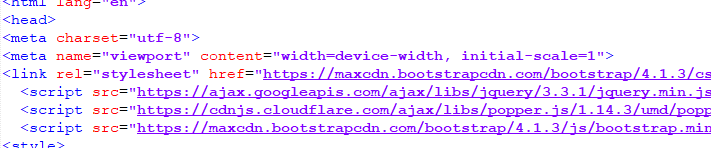 <html lang="en">
<head>
<meta charset="utf-8">
<meta name="viewport" content="width=device-width, initial-scale=1">
<link rel="stylesheet" href="https://maxcdn.bootstrapcdn.com/bootstrap/4.1.3/cs
<script src="https://ajax.googleapis.com/ajax/libs/jquery/3.3.1/jquery.min.js
<script src="https://cdnjs.cloudflare.com/ajax/libs/popper.js/1.14.3/umd/popp
<script src="https://maxcdn.bootstrapcdn.com/bootstrap/4.1.3/js/bootstrap.min
<style>